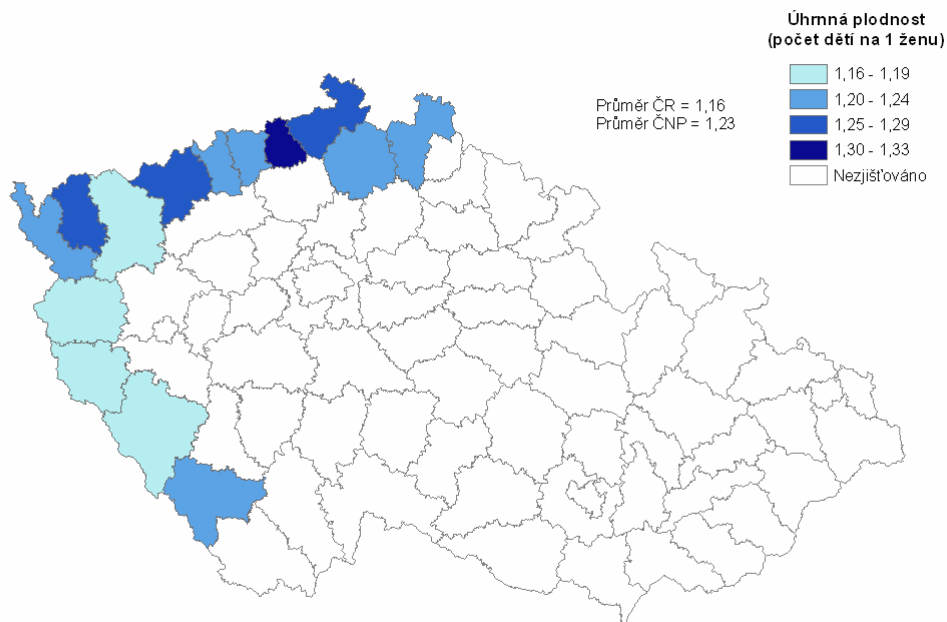 Úhrnná plodnost
(počet dětí na 1 ženu)
1,16 - 1,19
1,20 - 1,24
1,25 - 1,29
1,30 - 1,33
Nezjišťováno
Průměr ČR = 1,16
Průměr ČNP = 1,23